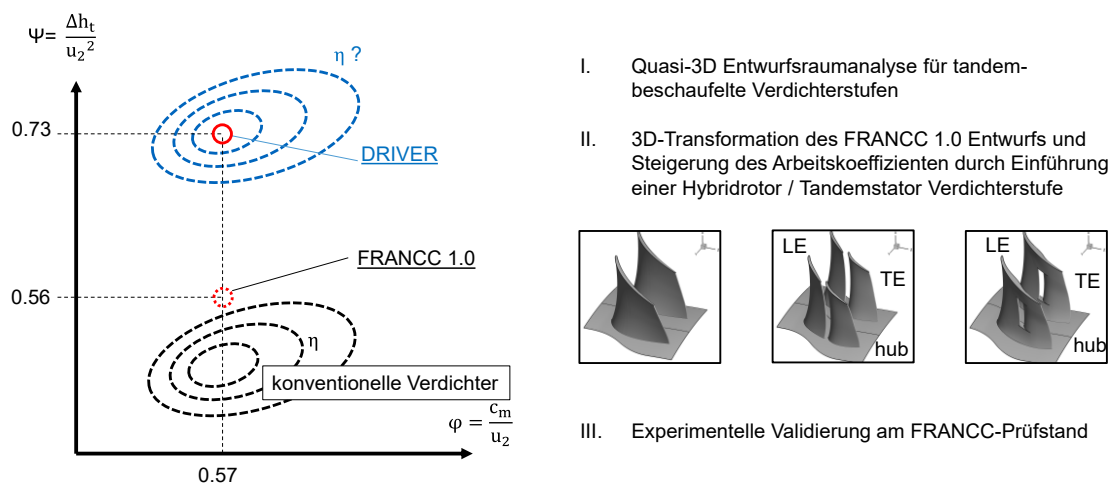 Ψ= Δht / u2²
η ?
0.73
DRIVER
FRANCC 1.0
0.56
η
konventionelle Verdichter
φ = cm / u2
0.57
I. Quasi-3D Entwurfsraumanalyse für tandem-
beschaufelte Verdichterstufen
II. 3D-Transformation des FRANCC 1.0 Entwurfs und
Steigerung des Arbeitskoeffizienten durch Einführung
einer Hybridrotor / Tandemstator Verdichterstufe
LE
TE
hub
LE
TE
hub
III. Experimentelle Validierung am FRANCC-Prüfstand